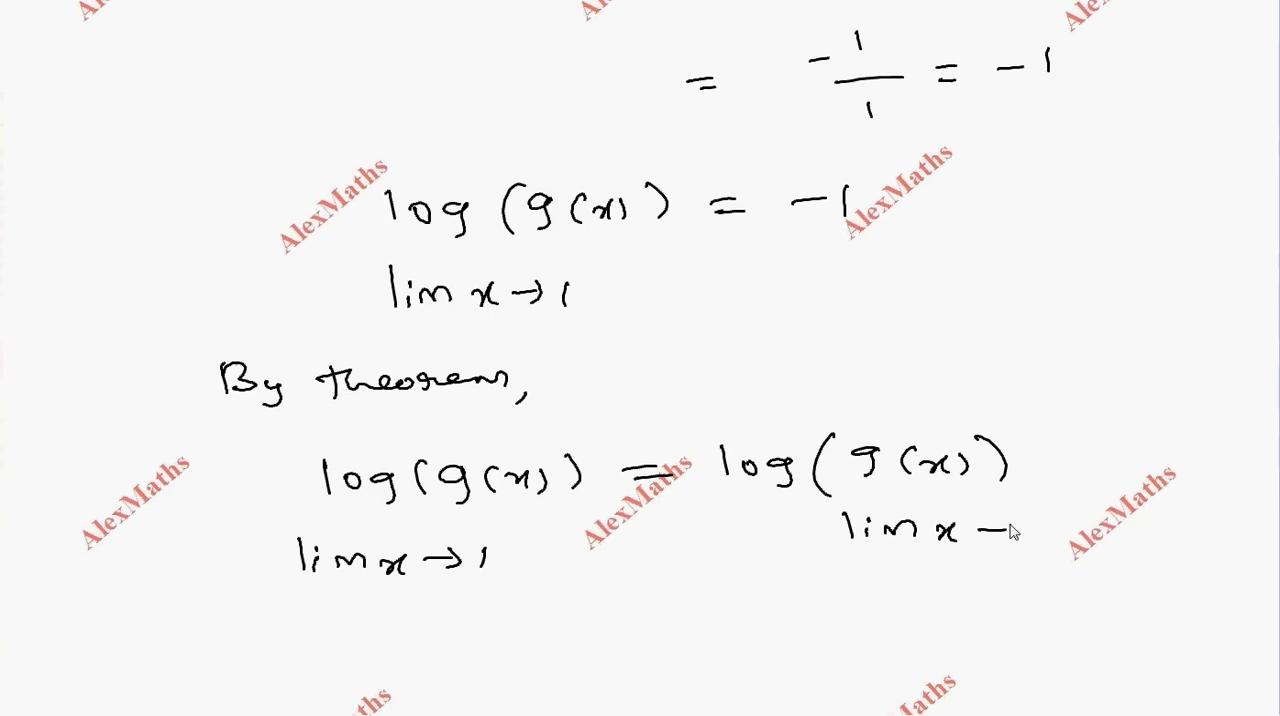 = -1/1 = -1
log (g(x)) = -1
lim x → 1
By theorem,
log (g(x)) = log (g(x))
lim x → 1 lim x –
AlexMaths
AlexMaths
AlexMaths
AlexMaths
AlexMaths